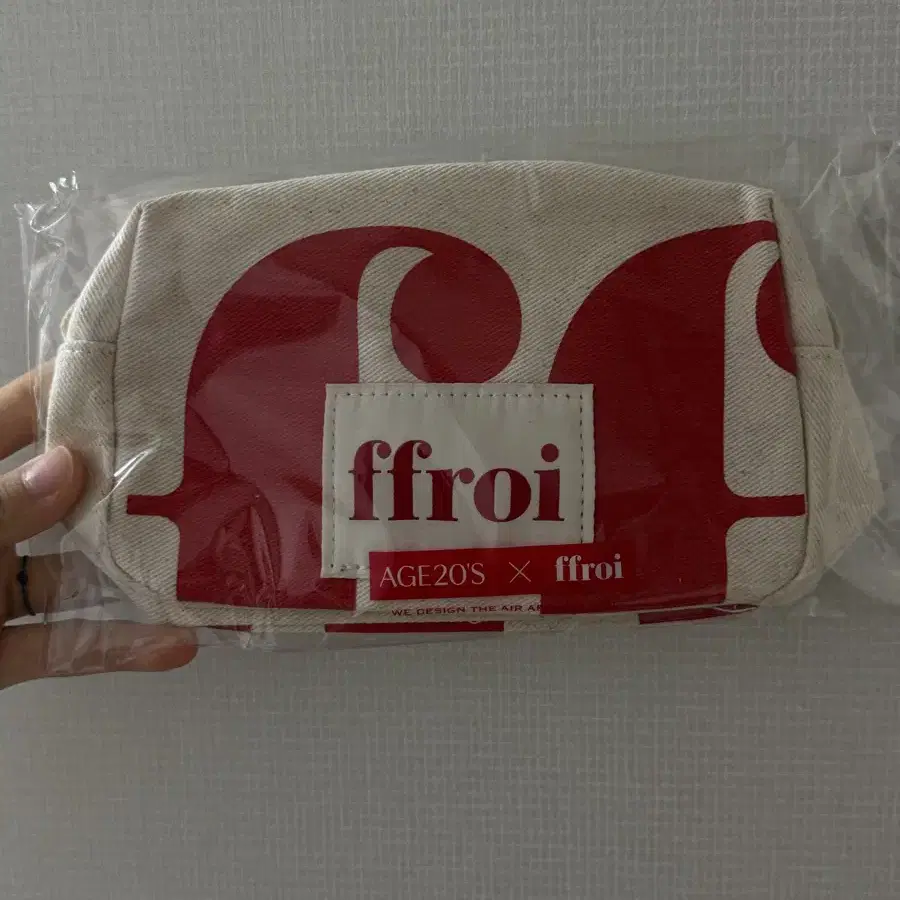 ffroi
AGE20'S × ffroi
WE DESIGN THE AIR